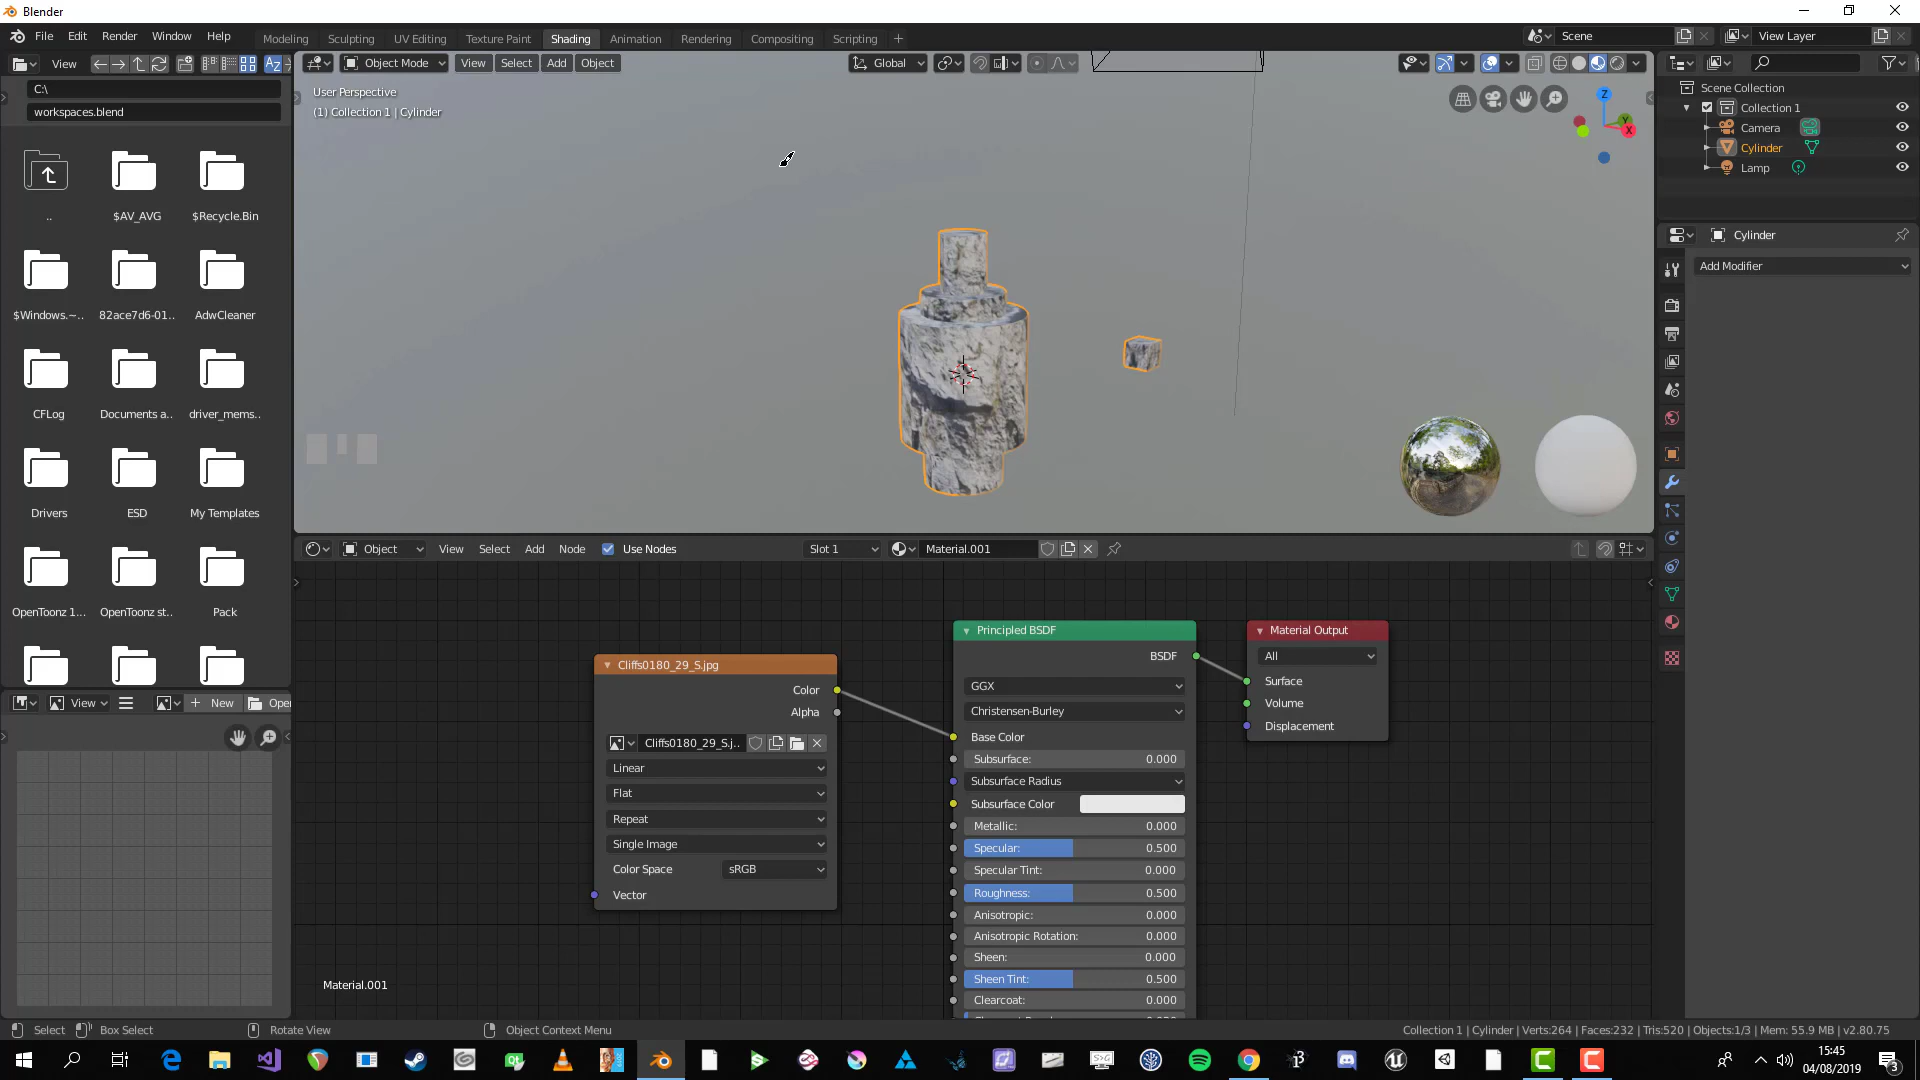 Blender
File Edit Render Window Help
Modeling Sculpting UV Editing Texture Paint Shading Animation Rendering Compositing Scripting +
Scene
View Layer
View
C:\
workspaces.blend
..
$AV_AVG
$Recycle.Bin
$Windows.~..
82ace7d6-01..
AdwCleaner
CFLog
Documents a..
driver_mems..
Drivers
ESD
My Templates
OpenToonz 1...
OpenToonz st..
Pack
View
New
Open
Object Mode View Select Add Object
Global
User Perspective
(1) Collection 1 | Cylinder
Z
Y
X
Object View Select Add Node Use Nodes
Slot 1
Material.001
Cliffs0180_29_S.jpg
Color
Alpha
Cliffs0180_29_S.j..
Linear
Flat
Repeat
Single Image
Color Space sRGB
Vector
Principled BSDF
BSDF
GGX
Christensen-Burley
Base Color
Subsurface: 0.000
Subsurface Radius
Subsurface Color
Metallic: 0.000
Specular: 0.500
Specular Tint: 0.000
Roughness: 0.500
Anisotropic: 0.000
Anisotropic Rotation: 0.000
Sheen: 0.000
Sheen Tint: 0.500
Clearcoat: 0.000
Material Output
All
Surface
Volume
Displacement
Material.001
Scene Collection
Collection 1
Camera
Cylinder
Lamp
Cylinder
Add Modifier
Select Box Select Rotate View Object Context Menu
Collection 1 | Cylinder | Verts:264 | Faces:232 | Tris:520 | Objects:1/3 | Mem: 55.9 MB | v2.80.75
15:45
04/08/2019
3